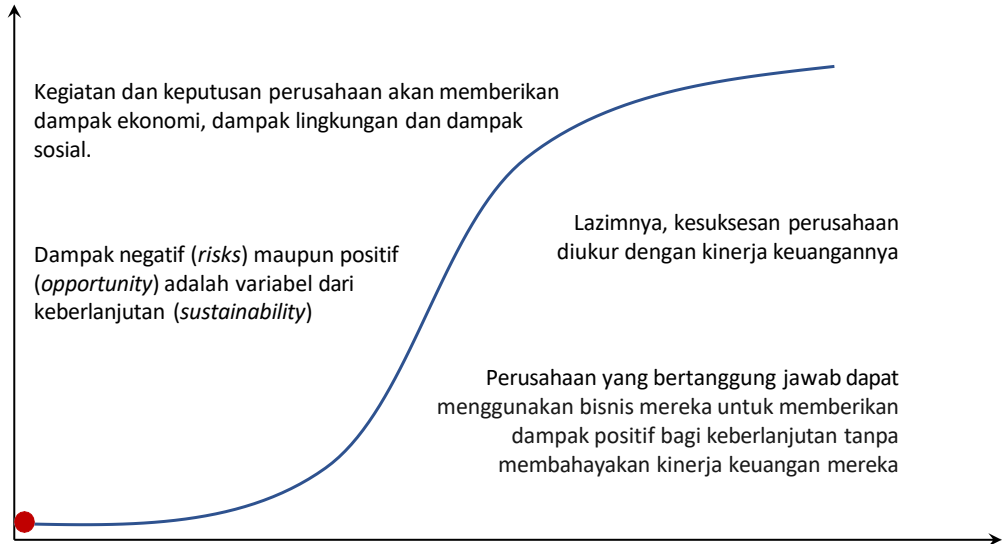 Kegiatan dan keputusan perusahaan akan memberikan
dampak ekonomi, dampak lingkungan dan dampak
sosial.
Dampak negatif (risks) maupun positif
(opportunity) adalah variabel dari
keberlanjutan (sustainability)
Lazimnya, kesuksesan perusahaan
diukur dengan kinerja keuangannya
Perusahaan yang bertanggung jawab dapat
menggunakan bisnis mereka untuk memberikan
dampak positif bagi keberlanjutan tanpa
membahayakan kinerja keuangan mereka